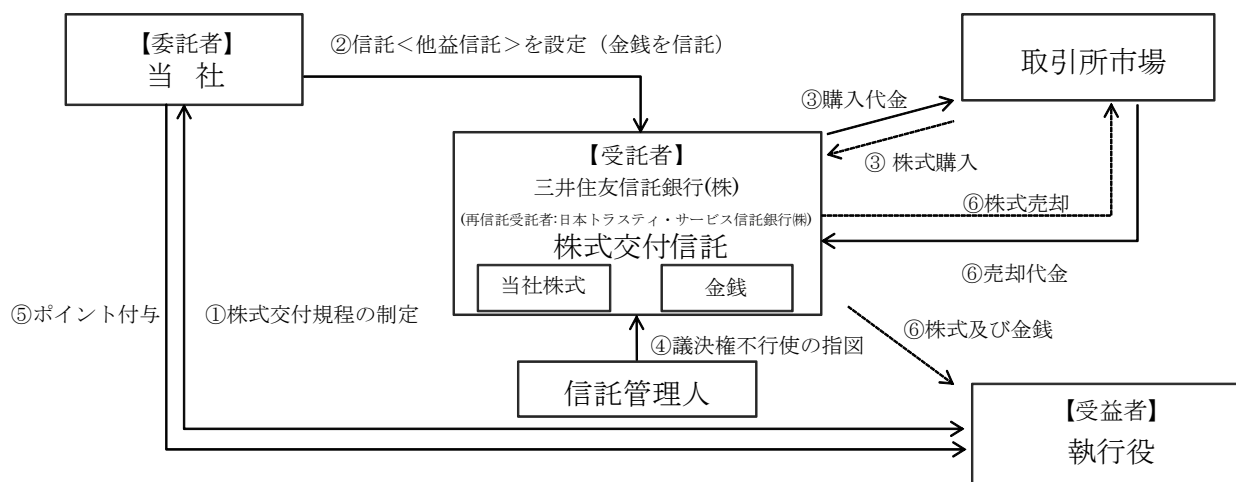 【委託者】
当 社
②信託＜他益信託＞を設定（金銭を信託）
取引所市場
③購入代金
③ 株式購入
【受託者】
三井住友信託銀行(株)
(再信託受託者:日本トラスティ・サービス信託銀行㈱)
株式交付信託
当社株式
金銭
⑥株式売却
⑥売却代金
⑤ポイント付与
①株式交付規程の制定
④議決権不行使の指図
⑥株式及び金銭
信託管理人
【受益者】
執行役